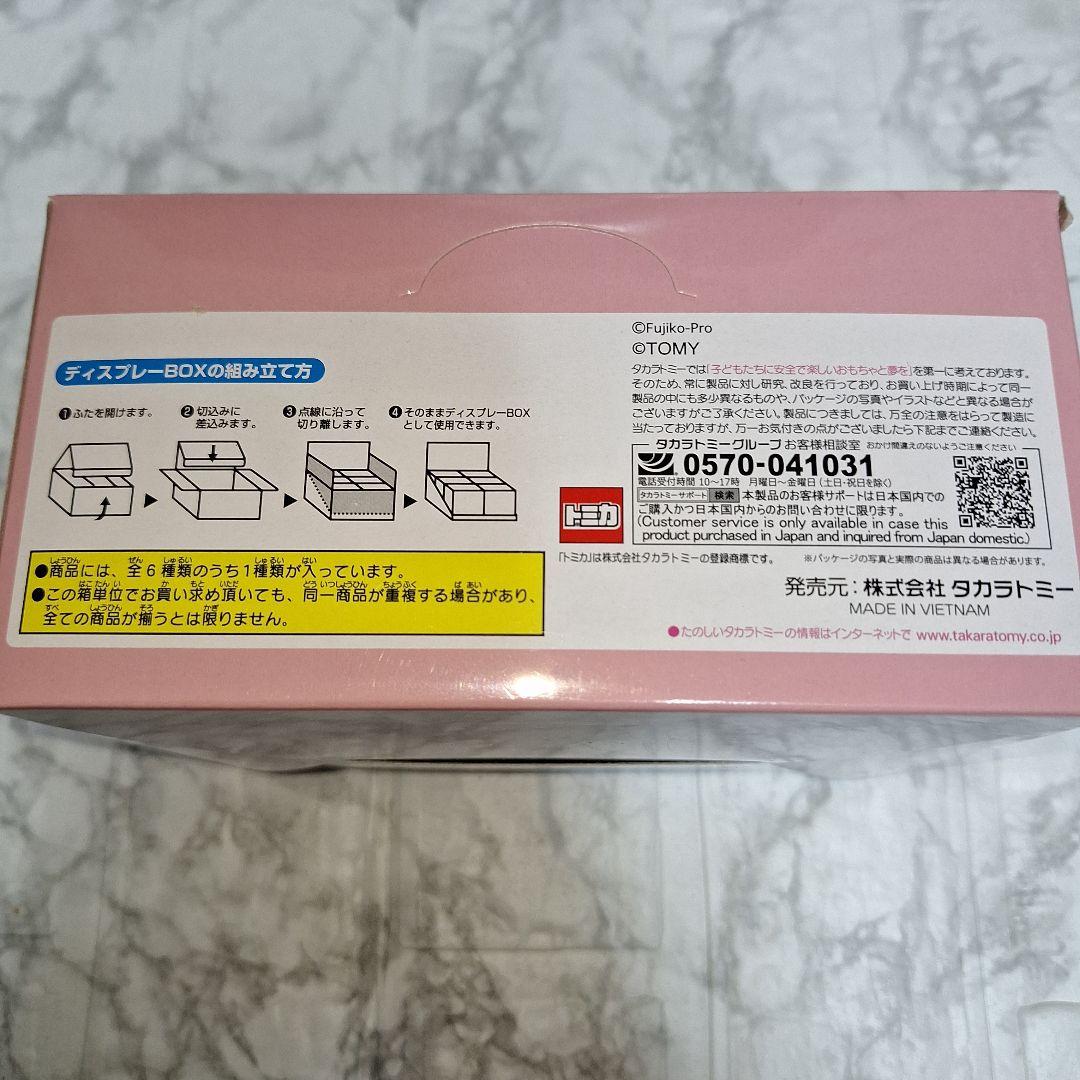 ディスプレーBOXの組み立て方
❶ふたを開けます。
❷切込みに
差込みます。
❸点線に沿って
切り離します。
❹そのままディスプレーBOX
として使用できます。
●商品には、全6種類のうち1種類が入っています。
●この箱単位でお買い求め頂いても、同一商品が重複する場合があり、
全ての商品が揃うとは限りません。
©Fujiko-Pro
©TOMY
タカラトミーでは「子どもたちに安全で楽しいおもちゃと夢を」を第一に考えております。
そのため、常に製品に対し研究、改良を行っており、お買い上げ時期によって同一
製品の中にも多少異なるものや、パッケージの写真やイラストなどと異なる場合が
ございますがご了承ください。製品につきましては、万全の注意をはらって製造に
当たっておりますが、万一お気付きの点がございましたら下記までご連絡ください。
タカラトミーグループ お客様相談室 おかけ間違えのないようご注意ください
0570-041031
電話受付時間 10〜17時 月曜日〜金曜日(土日・祝日を除く)
タカラトミーサポート 検索 本製品のお客様サポートは日本国内での
ご購入かつ日本国内からのお問い合わせに限ります。
(Customer service is only available in case this
product purchased in Japan and inquired from Japan domestic.)
トミカ
「トミカ」は株式会社タカラトミーの登録商標です。
※パッケージの写真と実際の商品は異なる場合があります。
発売元:株式会社 タカラトミー
MADE IN VIETNAM
●たのしいタカラトミーの情報はインターネットで www.takaratomy.co.jp